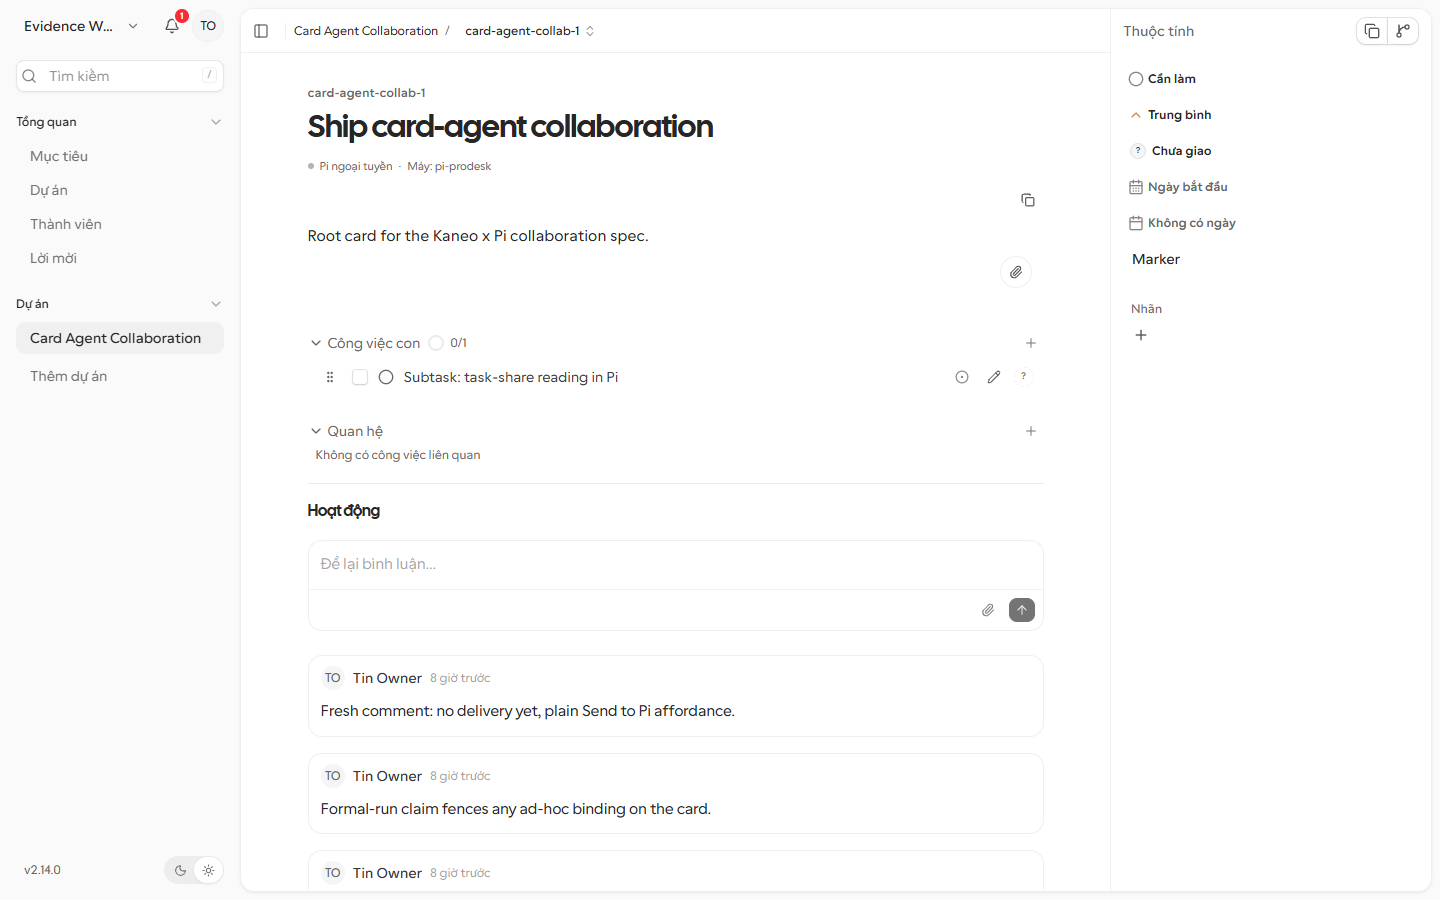 Evidence W...
1
TO
Tìm kiếm
/
Tổng quan
Mục tiêu
Dự án
Thành viên
Lời mời
Dự án
Card Agent Collaboration
Thêm dự án
v2.14.0
Card Agent Collaboration / card-agent-collab-1
card-agent-collab-1
Ship card-agent collaboration
Pi ngoại tuyến · Máy: pi-prodesk
Root card for the Kaneo x Pi collaboration spec.
Công việc con 0/1
Subtask: task-share reading in Pi
?
Quan hệ
Không có công việc liên quan
Hoạt động
Để lại bình luận...
TO Tin Owner 8 giờ trước
Fresh comment: no delivery yet, plain Send to Pi affordance.
TO Tin Owner 8 giờ trước
Formal-run claim fences any ad-hoc binding on the card.
TO Tin Owner 8 giờ trước
Thuộc tính
Cần làm
Trung bình
? Chưa giao
Ngày bắt đầu
Không có ngày
Marker
Nhãn